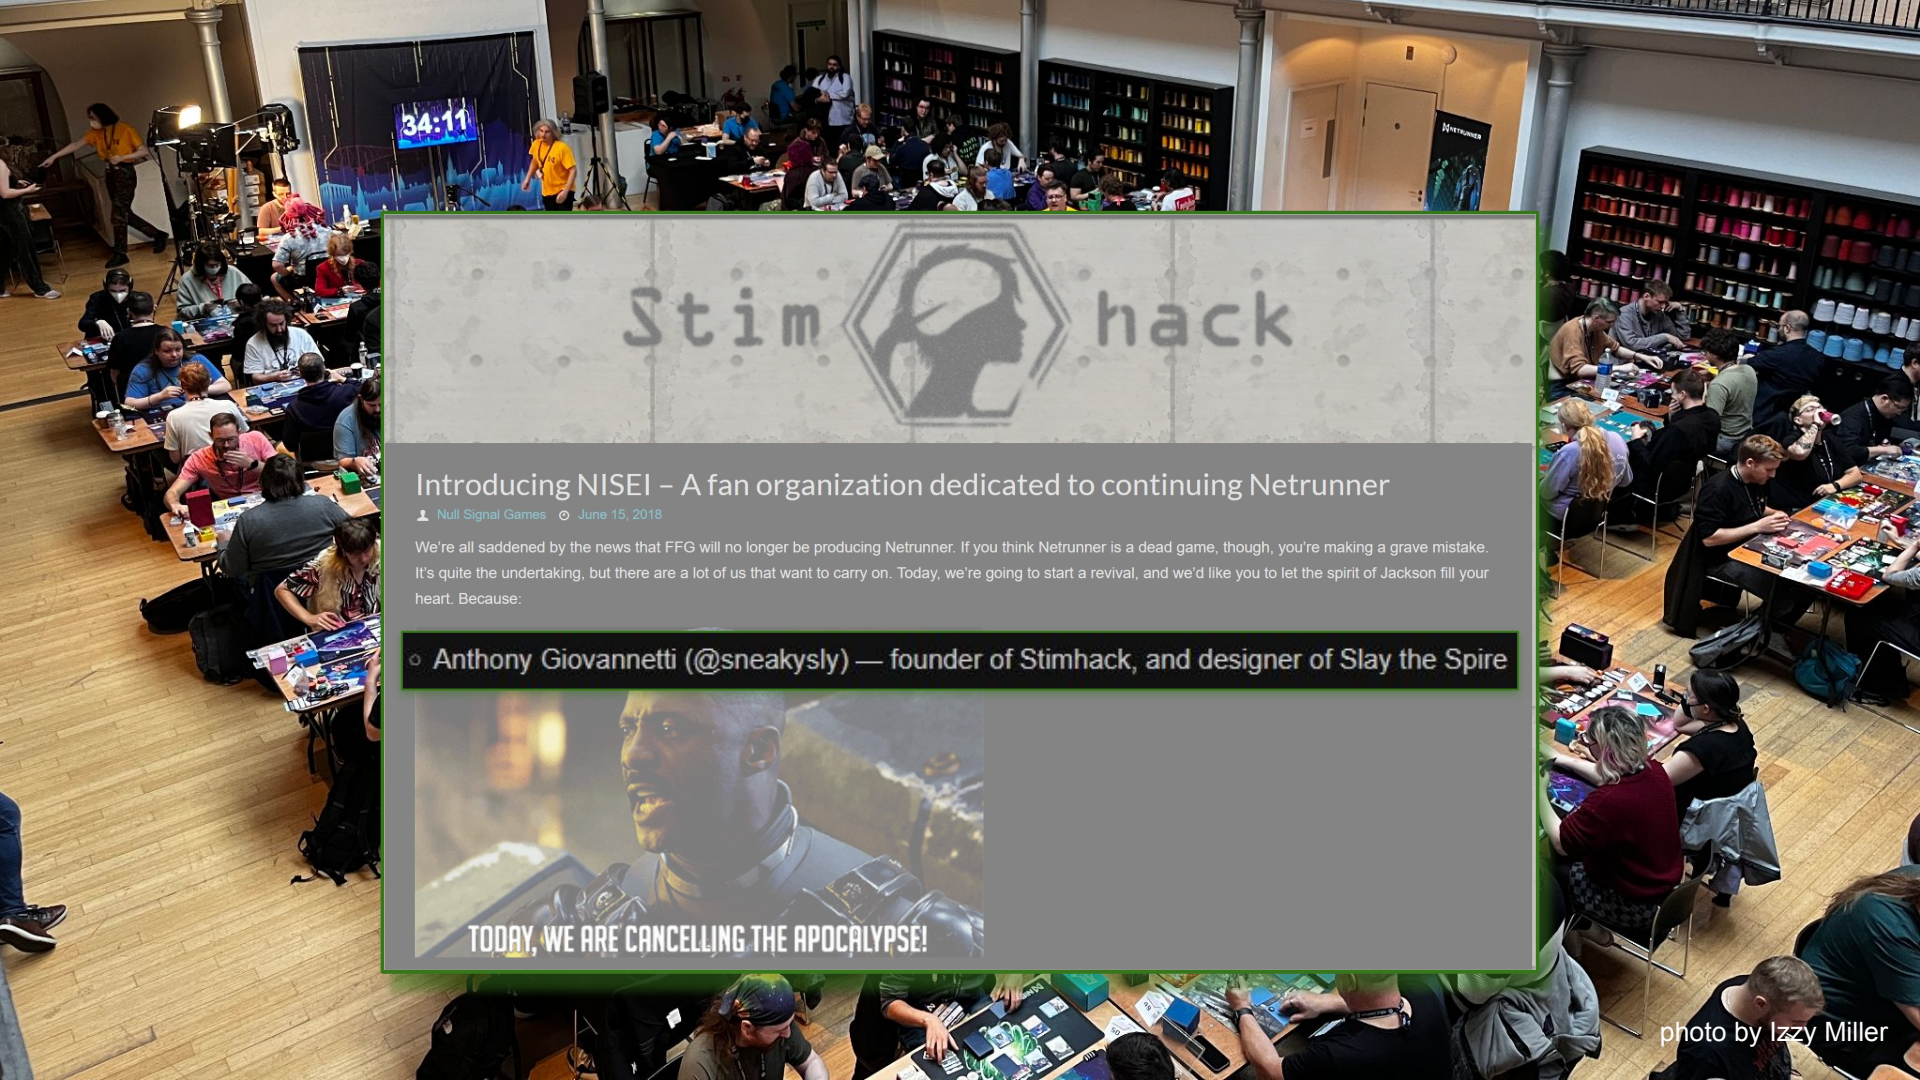 34:11
NETRUNNER
Stim hack
Introducing NISEI – A fan organization dedicated to continuing Netrunner
Null Signal Games June 15, 2018
We're all saddened by the news that FFG will no longer be producing Netrunner. If you think Netrunner is a dead game, though, you're making a grave mistake.
It's quite the undertaking, but there are a lot of us that want to carry on. Today, we're going to start a revival, and we'd like you to let the spirit of Jackson fill your
heart. Because:
Anthony Giovannetti (@sneakysly) — founder of Stimhack, and designer of Slay the Spire
TODAY, WE ARE CANCELLING THE APOCALYPSE!
photo by Izzy Miller